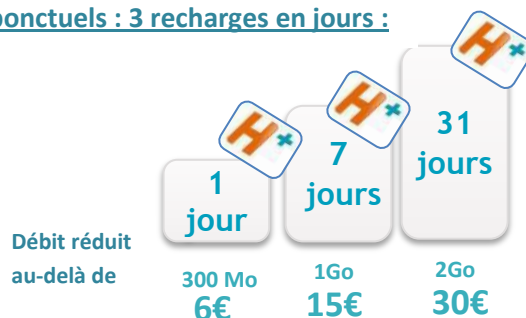 ponctuels : 3 recharges en jours :
H+
H+
H+
1
jour
7
jours
31
jours
Débit réduit
au-delà de
300 Mo
1Go
2Go
6€
15€
30€